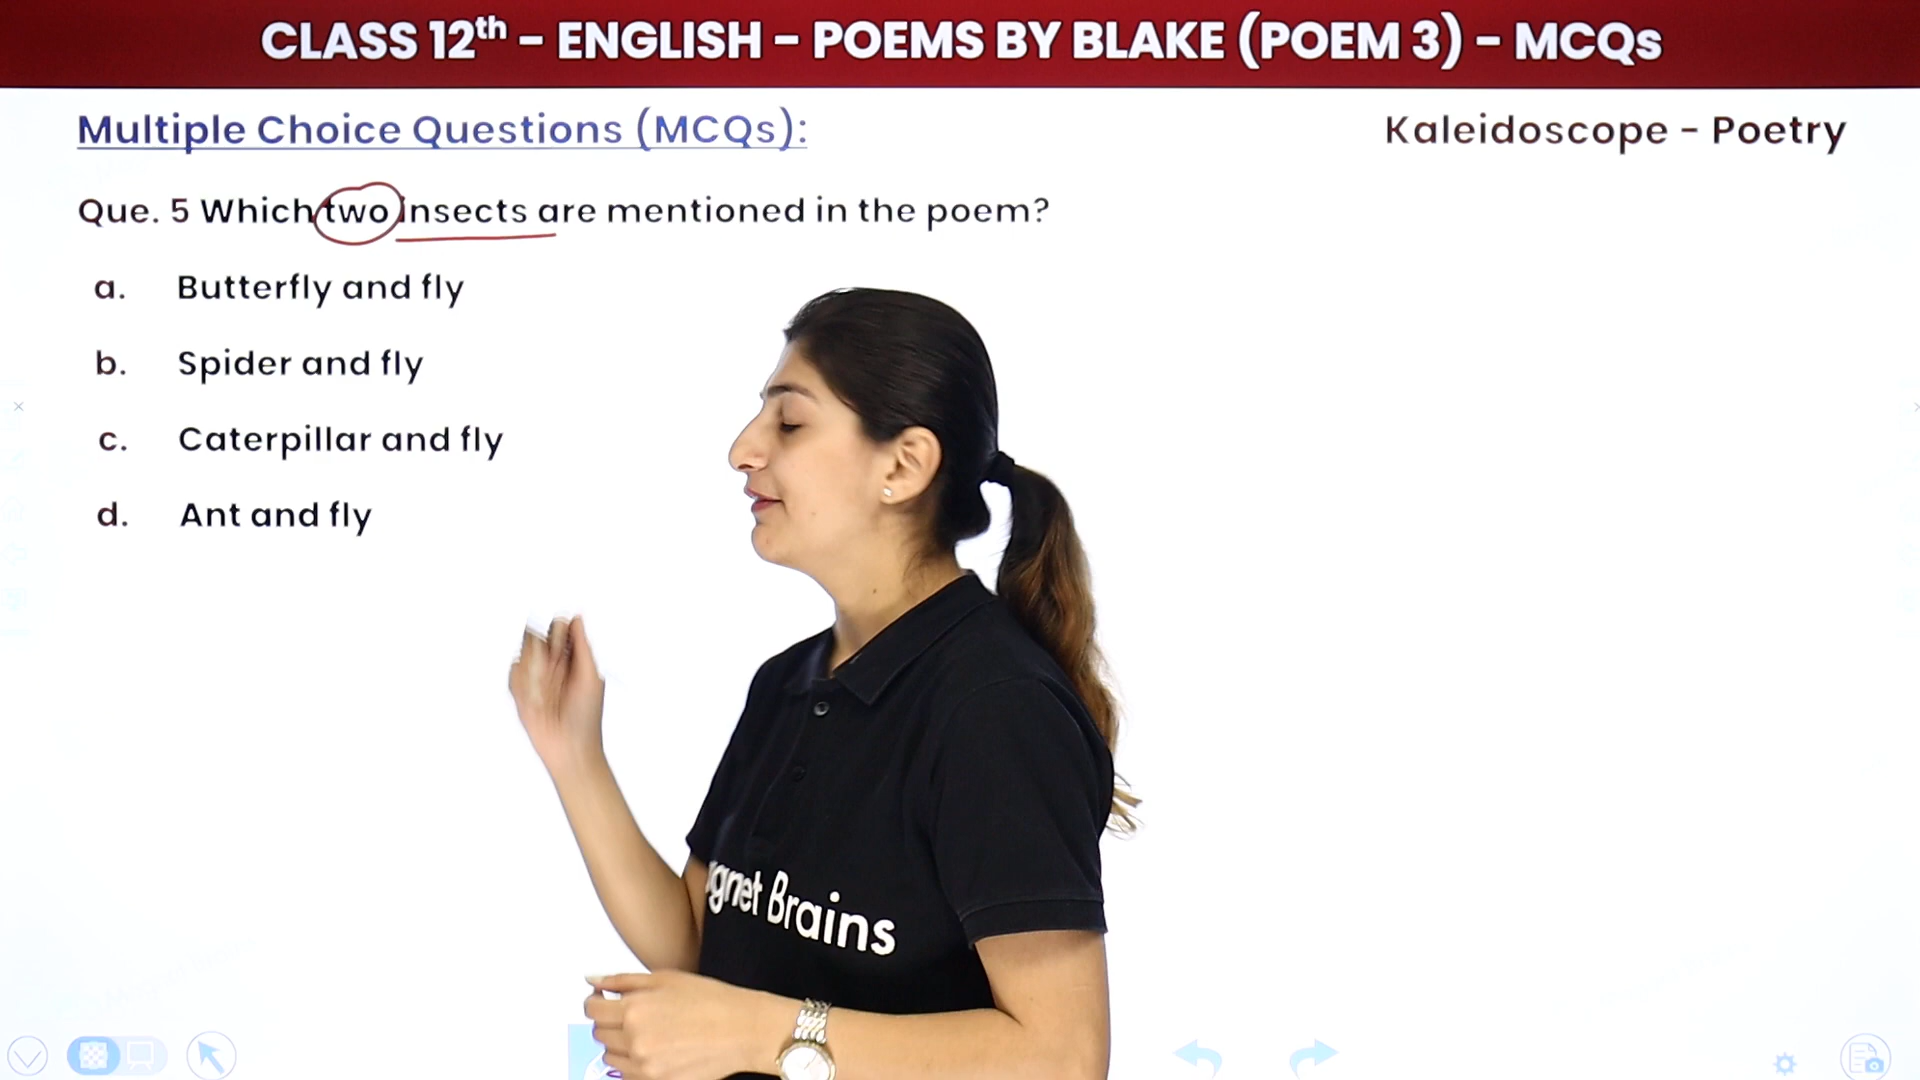 CLASS 12th - ENGLISH - POEMS BY BLAKE (POEM 3) - MCQs
Multiple Choice Questions (MCQs):
Kaleidoscope - Poetry
Que. 5 Which two insects are mentioned in the poem?
a. Butterfly and fly
b. Spider and fly
c. Caterpillar and fly
d. Ant and fly
gnet Brains